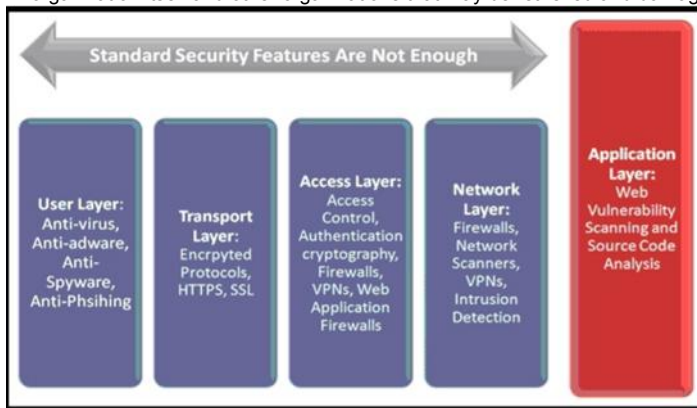 Standard Security Features Are Not Enough
User Layer:
Anti-virus,
Anti-adware,
Anti-
Spyware,
Anti-Phsihing
Transport
Layer:
Encrpyted
Protocols,
HTTPS, SSL
Access Layer:
Access
Control,
Authentication
cryptography,
Firewalls,
VPNs, Web
Application
Firewalls
Network
Layer:
Firewalls,
Network
Scanners,
VPNs,
Intrusion
Detection
Application
Layer:
Web
Vulnerability
Scanning and
Source Code
Analysis